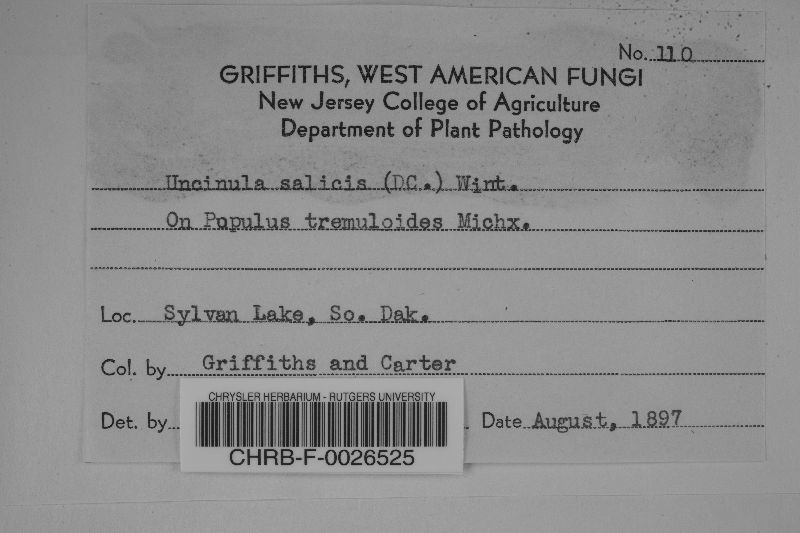 No. 110
GRIFFITHS, WEST AMERICAN FUNGI
New Jersey College of Agriculture
Department of Plant Pathology
Uncinula salicis (DC.) Wint.
On Populus tremuloides Michx.
Loc. Sylvan Lake, So. Dak.
Col. by Griffiths and Carter
Det. by Date August, 1897
CHRYSLER HERBARIUM - RUTGERS UNIVERSITY
CHRB-F-0026525